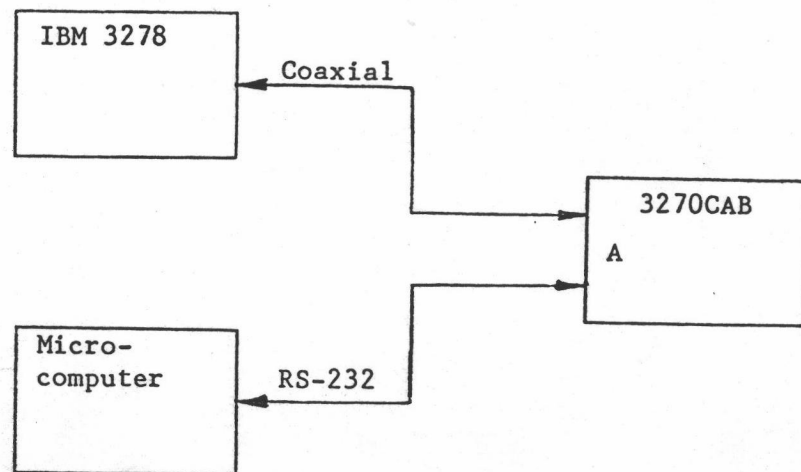 IBM 3278
Coaxial
3270CAB
A
Micro-
computer
RS-232